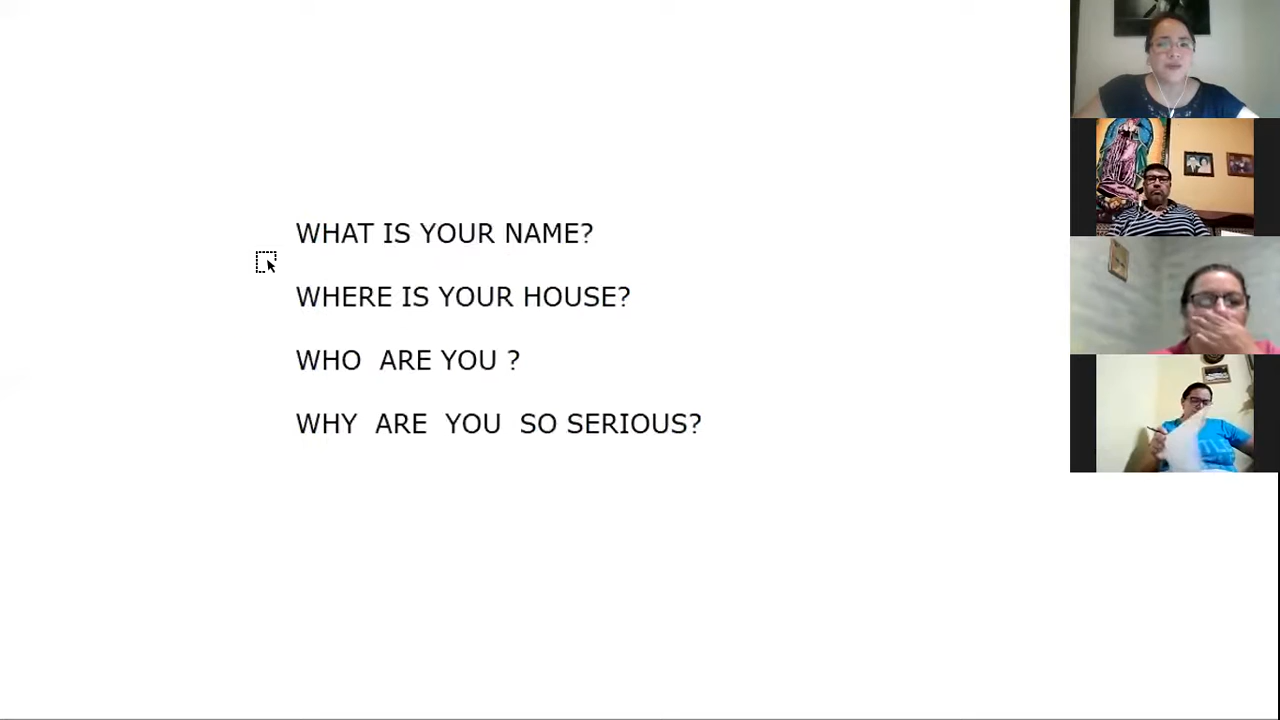 WHAT IS YOUR NAME?
WHERE IS YOUR HOUSE?
WHO ARE YOU ?
WHY ARE YOU SO SERIOUS?